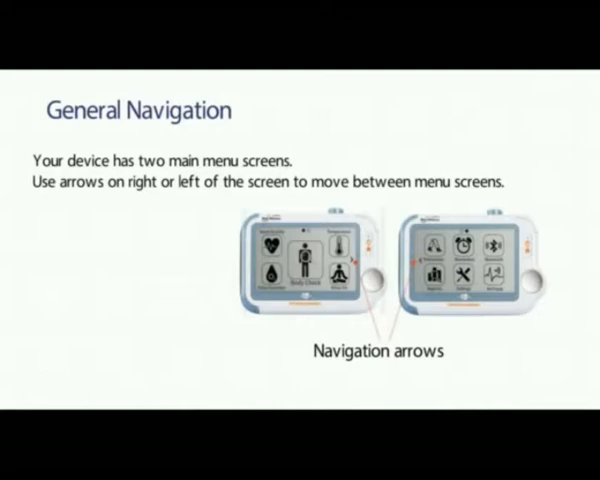 General Navigation
Your device has two main menu screens.
Use arrows on right or left of the screen to move between menu screens.
Body Check
Navigation arrows